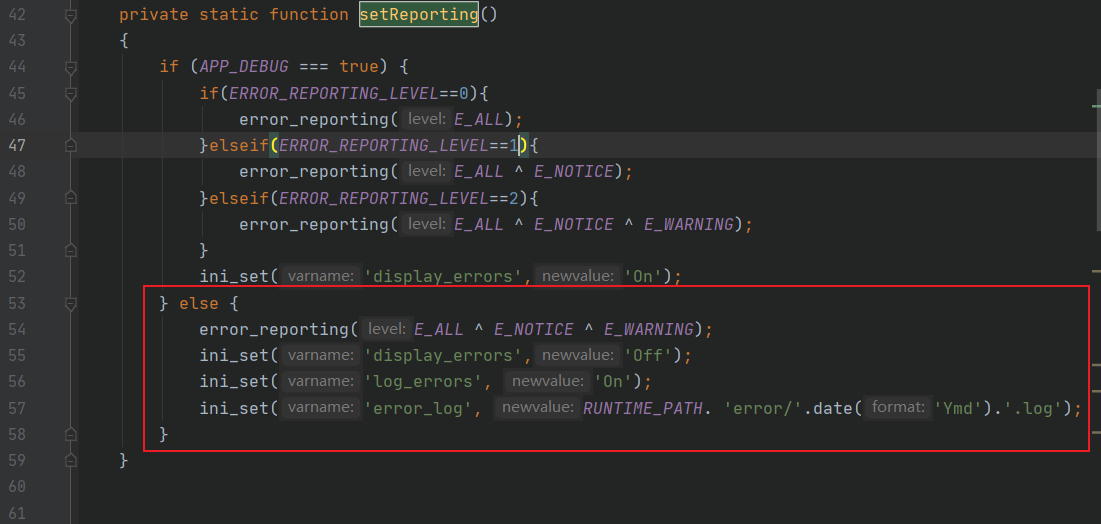 42 private static function setReporting()
43 {
44 if (APP_DEBUG === true) {
45 if(ERROR_REPORTING_LEVEL==0){
46 error_reporting( level: E_ALL);
47 }elseif(ERROR_REPORTING_LEVEL==1){
48 error_reporting( level: E_ALL ^ E_NOTICE);
49 }elseif(ERROR_REPORTING_LEVEL==2){
50 error_reporting( level: E_ALL ^ E_NOTICE ^ E_WARNING);
51 }
52 ini_set( varname: 'display_errors', newvalue: 'On');
53 } else {
54 error_reporting( level: E_ALL ^ E_NOTICE ^ E_WARNING);
55 ini_set( varname: 'display_errors', newvalue: 'Off');
56 ini_set( varname: 'log_errors', newvalue: 'On');
57 ini_set( varname: 'error_log', newvalue: RUNTIME_PATH. 'error/'.date( format: 'Ymd').'.log');
58 }
59 }
60
61